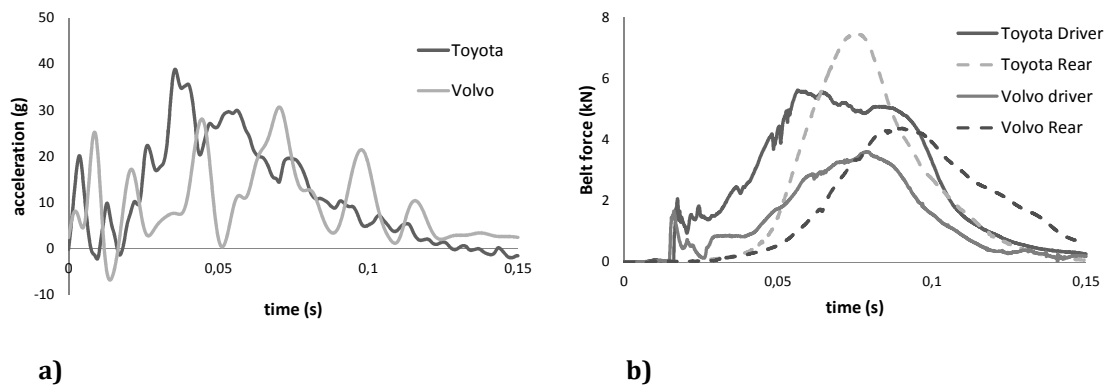 acceleration (g)
50
40
30
20
10
0
-10
0
0,05
0,1
0,15
time (s)
Toyota
Volvo
a)
Belt force (kN)
8
6
4
2
0
0
0,05
0,1
0,15
time (s)
Toyota Driver
Toyota Rear
Volvo driver
Volvo Rear
b)